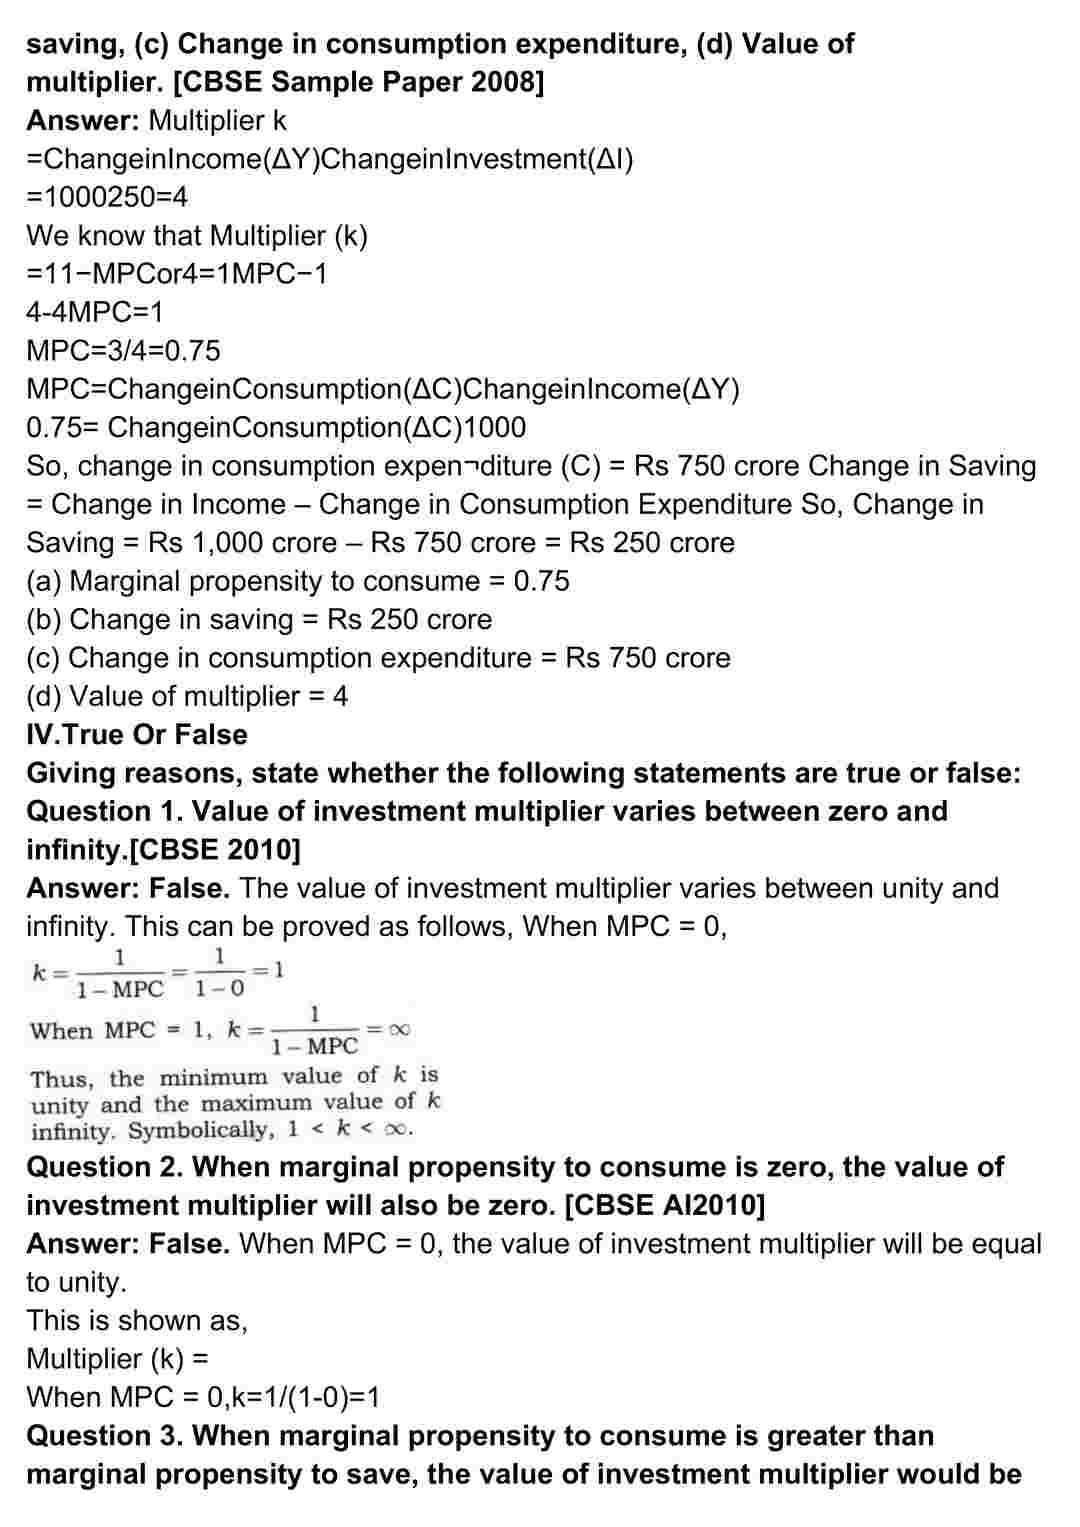 saving, (c) Change in consumption expenditure, (d) Value of
multiplier. [CBSE Sample Paper 2008]
Answer: Multiplier k
=ChangeinIncome(ΔY)ChangeinInvestment(ΔI)
=1000250=4
We know that Multiplier (k)
=11−MPCor4=1MPC−1
4-4MPC=1
MPC=3/4=0.75
MPC=ChangeinConsumption(ΔC)ChangeinIncome(ΔY)
0.75= ChangeinConsumption(ΔC)1000
So, change in consumption expen¬diture (C) = Rs 750 crore Change in Saving
= Change in Income – Change in Consumption Expenditure So, Change in
Saving = Rs 1,000 crore – Rs 750 crore = Rs 250 crore
(a) Marginal propensity to consume = 0.75
(b) Change in saving = Rs 250 crore
(c) Change in consumption expenditure = Rs 750 crore
(d) Value of multiplier = 4
IV.True Or False
Giving reasons, state whether the following statements are true or false:
Question 1. Value of investment multiplier varies between zero and
infinity.[CBSE 2010]
Answer: False. The value of investment multiplier varies between unity and
infinity. This can be proved as follows, When MPC = 0,
k = 1/(1 – MPC) = 1/(1 – 0) = 1
When MPC = 1, k = 1/(1 – MPC) = ∞
Thus, the minimum value of k is
unity and the maximum value of k
infinity. Symbolically, 1 < k < ∞.
Question 2. When marginal propensity to consume is zero, the value of
investment multiplier will also be zero. [CBSE AI2010]
Answer: False. When MPC = 0, the value of investment multiplier will be equal
to unity.
This is shown as,
Multiplier (k) =
When MPC = 0,k=1/(1-0)=1
Question 3. When marginal propensity to consume is greater than
marginal propensity to save, the value of investment multiplier would be